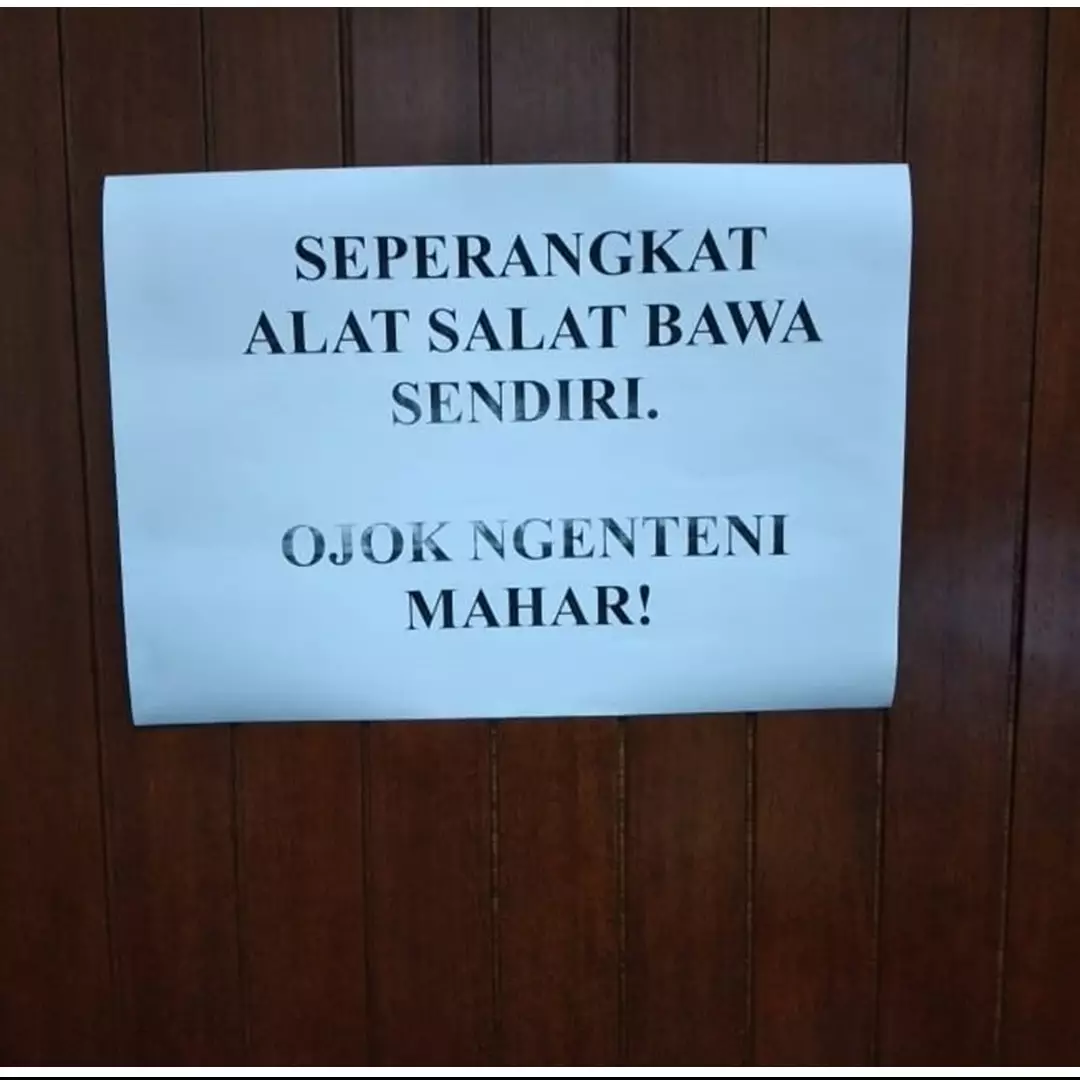 SEPERANGKAT
ALAT SALAT BAWA
SENDIRI.
OJOK NGENTENI
MAHAR!